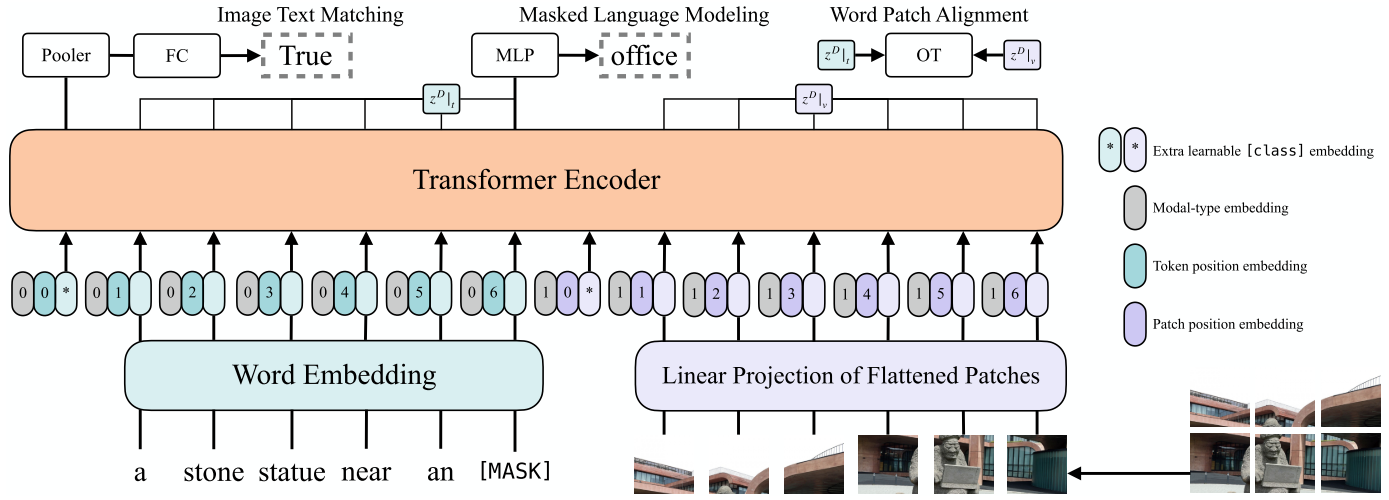 Image Text Matching
Masked Language Modeling
Word Patch Alignment
Pooler
FC
True
MLP
office
z^D|_t
OT
z^D|_v
z^D|_t
z^D|_v
Transformer Encoder
* * Extra learnable [class] embedding
Modal-type embedding
Token position embedding
Patch position embedding
0 0 *
0 1
0 2
0 3
0 4
0 5
0 6
1 0 *
1 1
1 2
1 3
1 4
1 5
1 6
Word Embedding
Linear Projection of Flattened Patches
a stone statue near an [MASK]